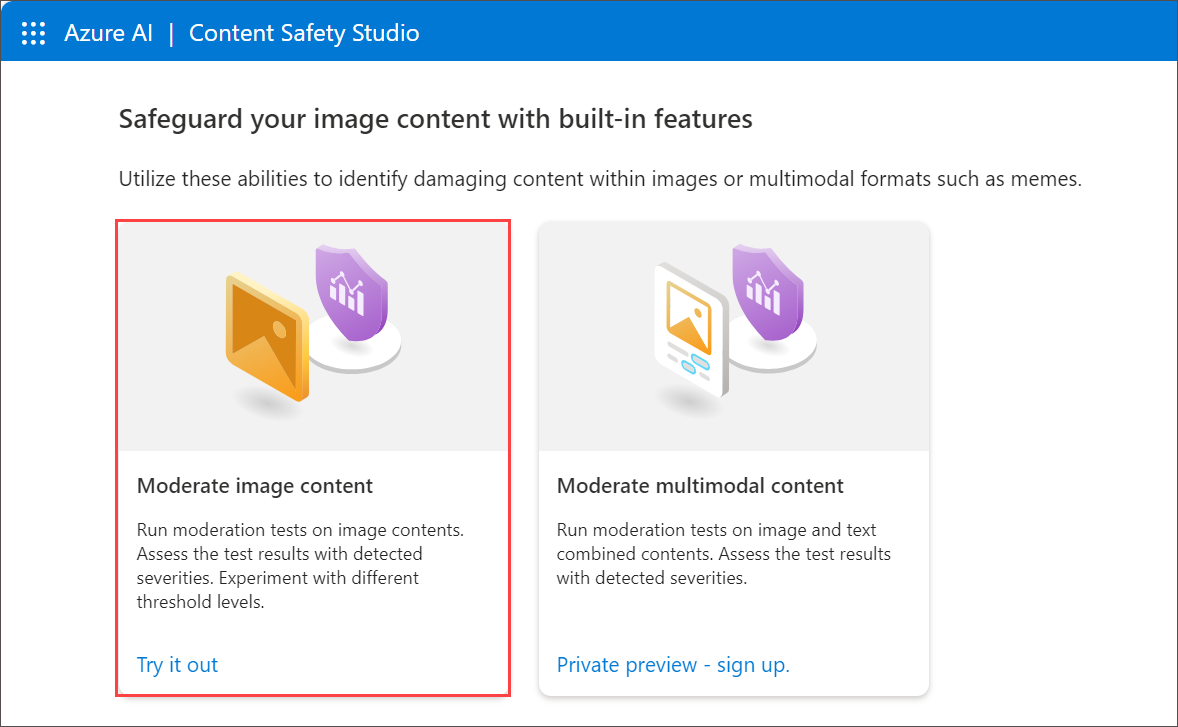 Azure AI | Content Safety Studio
Safeguard your image content with built-in features
Utilize these abilities to identify damaging content within images or multimodal formats such as memes.
Moderate image content
Run moderation tests on image contents.
Assess the test results with detected
severities. Experiment with different
threshold levels.
Try it out
Moderate multimodal content
Run moderation tests on image and text
combined contents. Assess the test results
with detected severities.
Private preview - sign up.